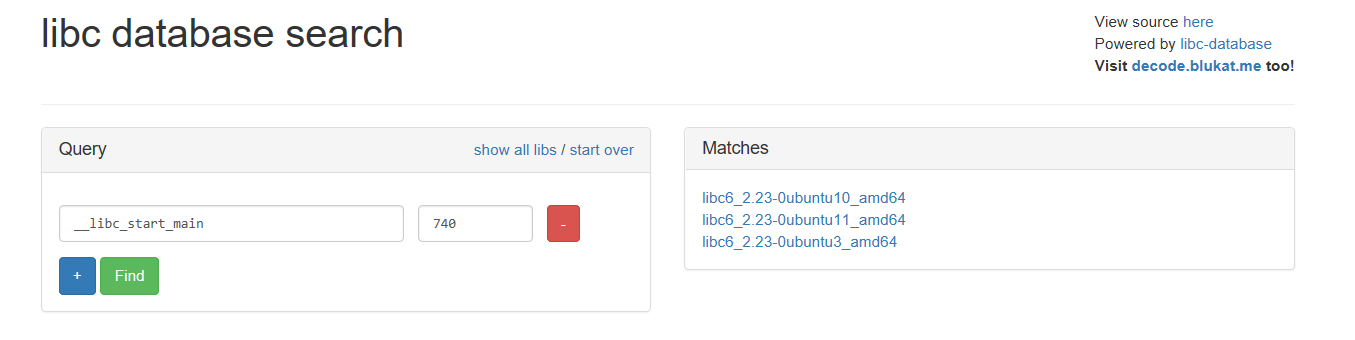 libc database search
View source here
Powered by libc-database
Visit decode.blukat.me too!
Query
show all libs / start over
__libc_start_main
740
-
+
Find
Matches
libc6_2.23-0ubuntu10_amd64
libc6_2.23-0ubuntu11_amd64
libc6_2.23-0ubuntu3_amd64